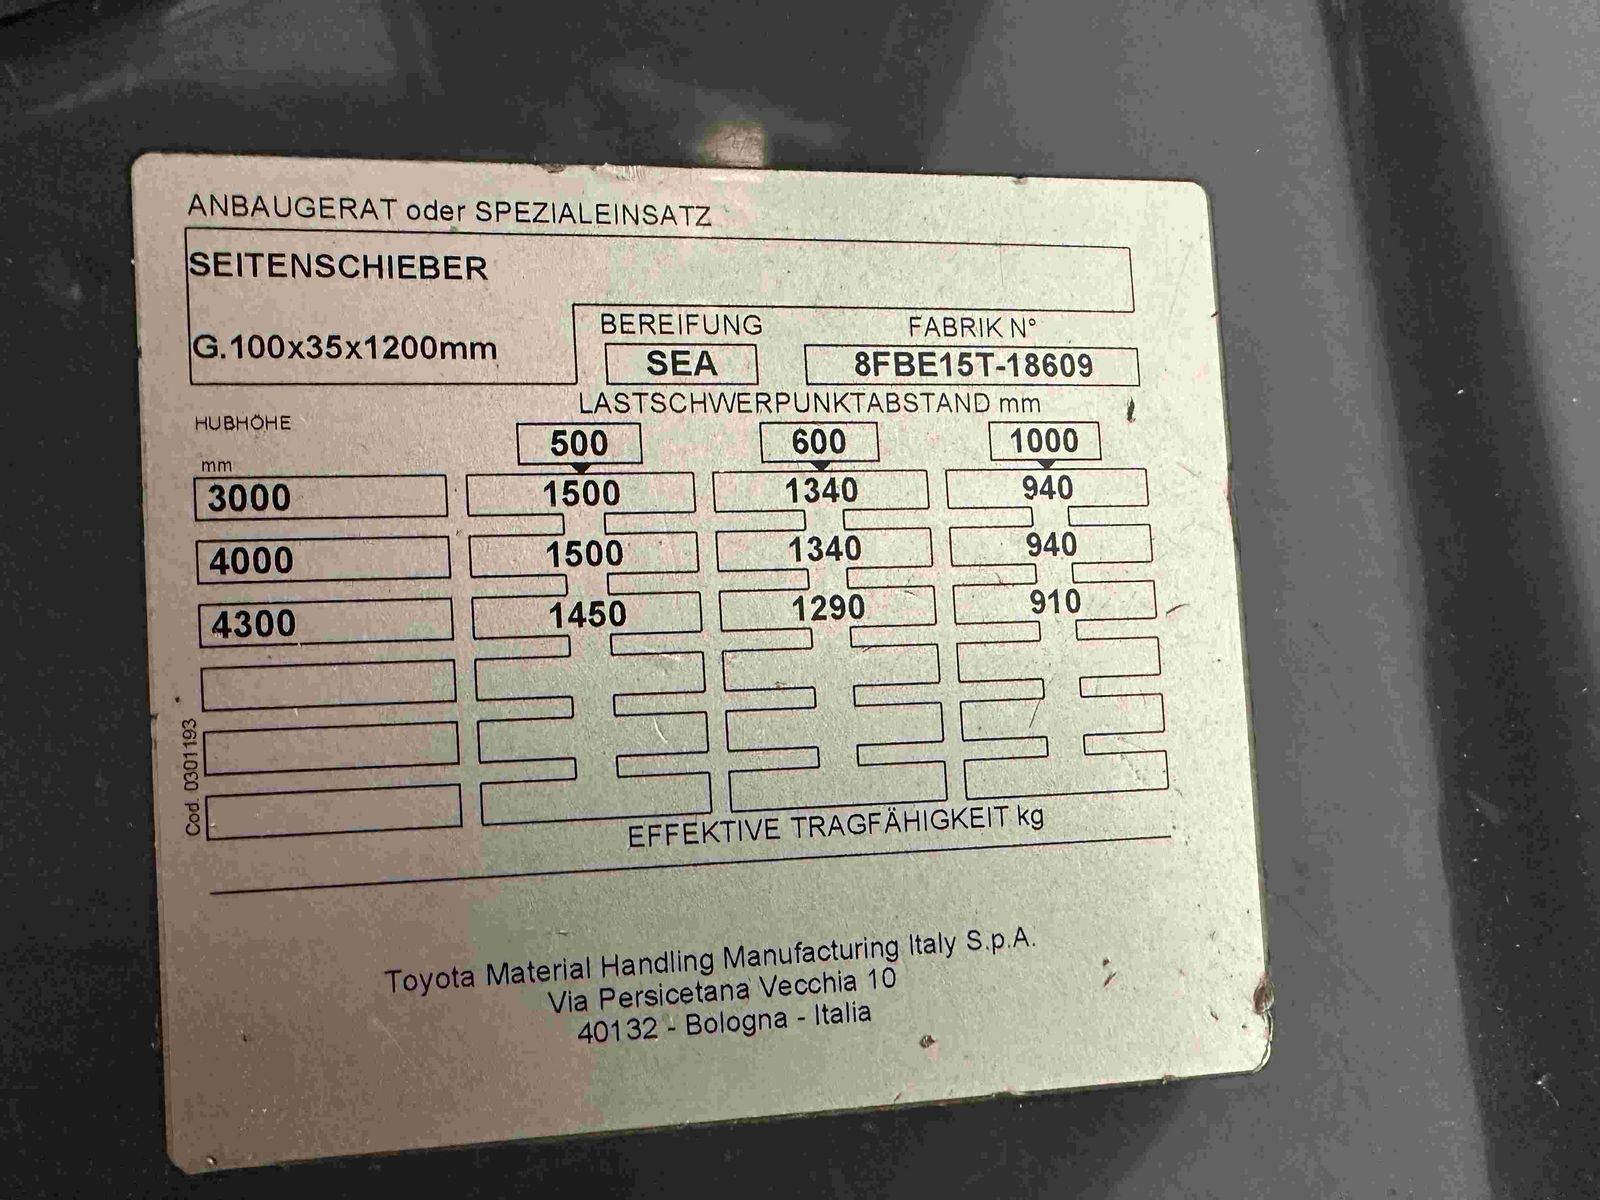 ANBAUGERAT oder SPEZIALEINSATZ
SEITENSCHIEBER
G.100x35x1200mm
BEREIFUNG FABRIK N°
SEA 8FBE15T-18609
LASTSCHWERPUNKTABSTAND mm
HUBHÖHE
mm
500 600 1000
3000 1500 1340 940
4000 1500 1340 940
4300 1450 1290 910
Cod. 0301193
EFFEKTIVE TRAGFÄHIGKEIT kg
Toyota Material Handling Manufacturing Italy S.p.A.
Via Persicetana Vecchia 10
40132 - Bologna - Italia